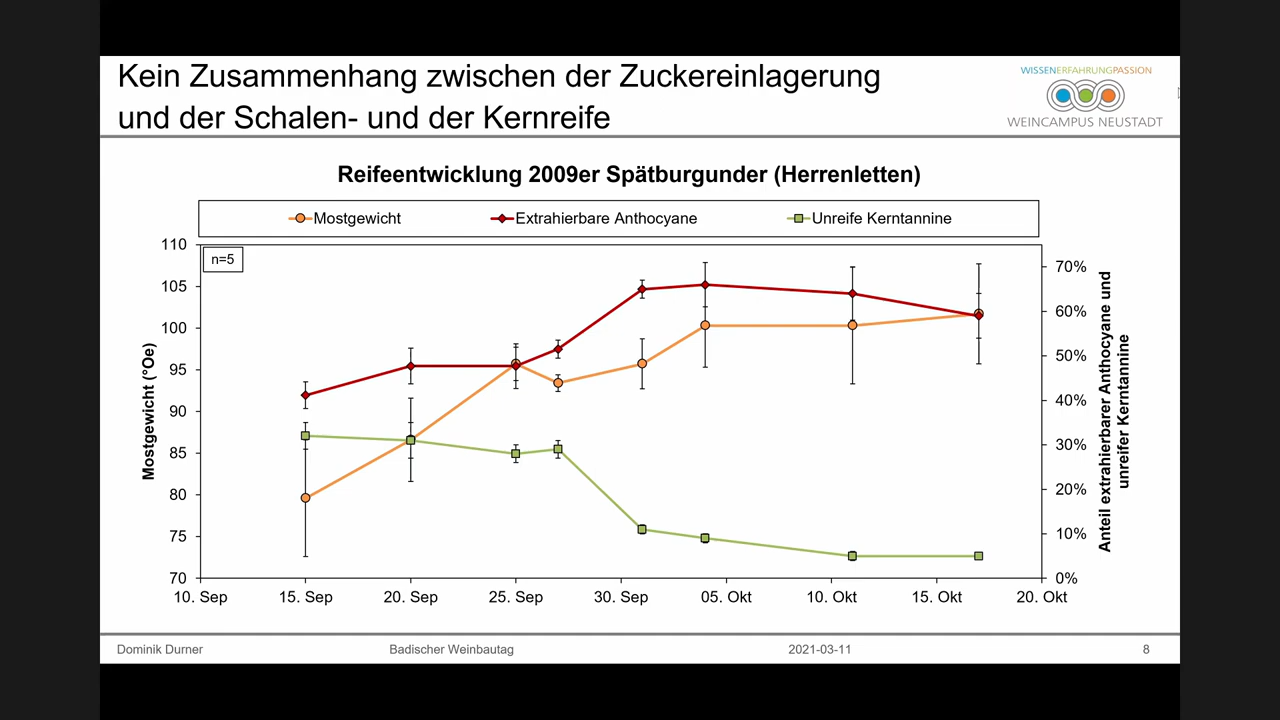 Kein Zusammenhang zwischen der Zuckereinlagerung
und der Schalen- und der Kernreife
WISSENERFAHRUNGPASSION
WEINCAMPUS NEUSTADT
Reifeentwicklung 2009er Spätburgunder (Herrenletten)
Mostgewicht
Extrahierbare Anthocyane
Unreife Kerntannine
n=5
110
105
100
95
90
85
80
75
70
Mostgewicht (°Oe)
70%
60%
50%
40%
30%
20%
10%
0%
Anteil extrahierbarer Anthocyane und
unreifer Kerntannine
10. Sep
15. Sep
20. Sep
25. Sep
30. Sep
05. Okt
10. Okt
15. Okt
20. Okt
Dominik Durner
Badischer Weinbautag
2021-03-11
8